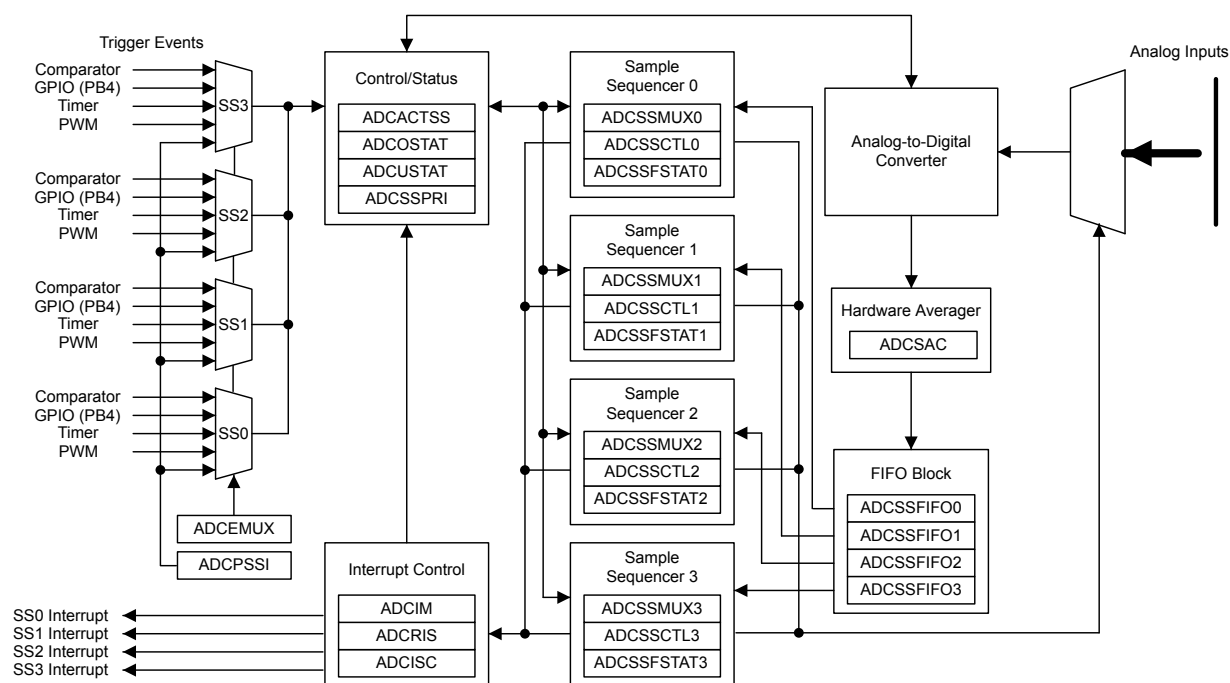 Trigger Events
Comparator
GPIO (PB4)
Timer
PWM
SS3
Comparator
GPIO (PB4)
Timer
PWM
SS2
Comparator
GPIO (PB4)
Timer
PWM
SS1
Comparator
GPIO (PB4)
Timer
PWM
SS0
ADCEMUX
ADCPSSI
Control/Status
ADCACTSS
ADCOSTAT
ADCUSTAT
ADCSSPRI
Interrupt Control
ADCIM
ADCRIS
ADCISC
SS0 Interrupt
SS1 Interrupt
SS2 Interrupt
SS3 Interrupt
Sample
Sequencer 0
ADCSSMUX0
ADCSSCTL0
ADCSSFSTAT0
Sample
Sequencer 1
ADCSSMUX1
ADCSSCTL1
ADCSSFSTAT1
Sample
Sequencer 2
ADCSSMUX2
ADCSSCTL2
ADCSSFSTAT2
Sample
Sequencer 3
ADCSSMUX3
ADCSSCTL3
ADCSSFSTAT3
Analog-to-Digital
Converter
Hardware Averager
ADCSAC
FIFO Block
ADCSSFIFO0
ADCSSFIFO1
ADCSSFIFO2
ADCSSFIFO3
Analog Inputs